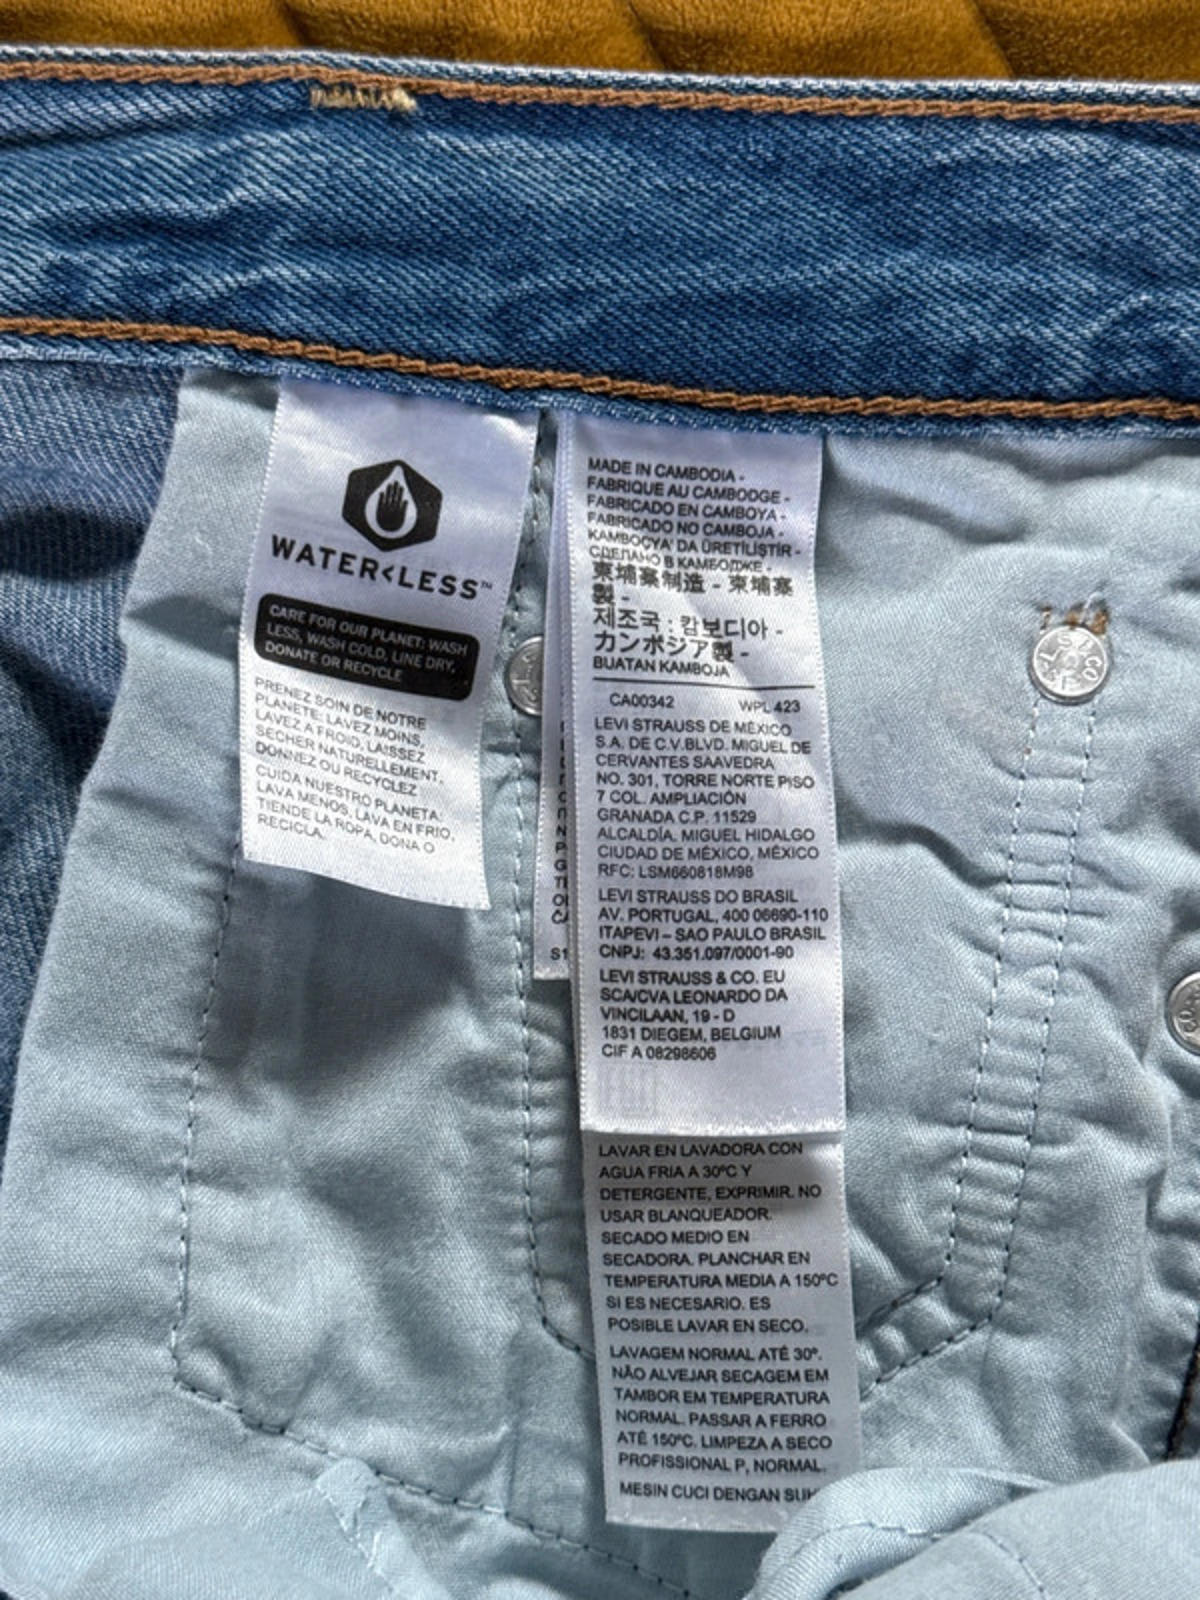 WATER<LESS™
CARE FOR OUR PLANET: WASH
LESS, WASH COLD, LINE DRY,
DONATE OR RECYCLE
PRENEZ SOIN DE NOTRE
PLANETE: LAVEZ MOINS,
LAVEZ A FROID, LAISSEZ
SECHER NATURELLEMENT,
DONNEZ OU RECYCLEZ
CUIDA NUESTRO PLANETA:
LAVA MENOS, LAVA EN FRIO,
TIENDE LA ROPA, DONA O
RECICLA.
MADE IN CAMBODIA -
FABRIQUE AU CAMBODGE -
FABRICADO EN CAMBOYA -
FABRICADO NO CAMBOJA -
KAMBOÇYA' DA ÜRETİLİŞTİR -
СДЕЛАНО В КАМБОДЖЕ -
柬埔寨制造 - 柬埔寨
製 -
제조국 : 캄보디아 -
カンボジア製 -
BUATAN KAMBOJA
CA00342 WPL 423
LEVI STRAUSS DE MÉXICO
S.A. DE C.V.BLVD. MIGUEL DE
CERVANTES SAAVEDRA
NO. 301, TORRE NORTE PISO
7 COL. AMPLIACIÓN
GRANADA C.P. 11529
ALCALDÍA. MIGUEL HIDALGO
CIUDAD DE MÉXICO, MÉXICO
RFC: LSM660818M98
LEVI STRAUSS DO BRASIL
AV. PORTUGAL, 400 06690-110
ITAPEVI – SAO PAULO BRASIL
CNPJ: 43.351.097/0001-90
LEVI STRAUSS & CO. EU
SCA/CVA LEONARDO DA
VINCILAAN, 19 - D
1831 DIEGEM, BELGIUM
CIF A 08298606
LAVAR EN LAVADORA CON
AGUA FRIA A 30ºC Y
DETERGENTE, EXPRIMIR. NO
USAR BLANQUEADOR.
SECADO MEDIO EN
SECADORA. PLANCHAR EN
TEMPERATURA MEDIA A 150ºC
SI ES NECESARIO. ES
POSIBLE LAVAR EN SECO.
LAVAGEM NORMAL ATÉ 30º.
NÃO ALVEJAR SECAGEM EM
TAMBOR EM TEMPERATURA
NORMAL. PASSAR A FERRO
ATÉ 150ºC. LIMPEZA A SECO
PROFISSIONAL P, NORMAL.
MESIN CUCI DENGAN